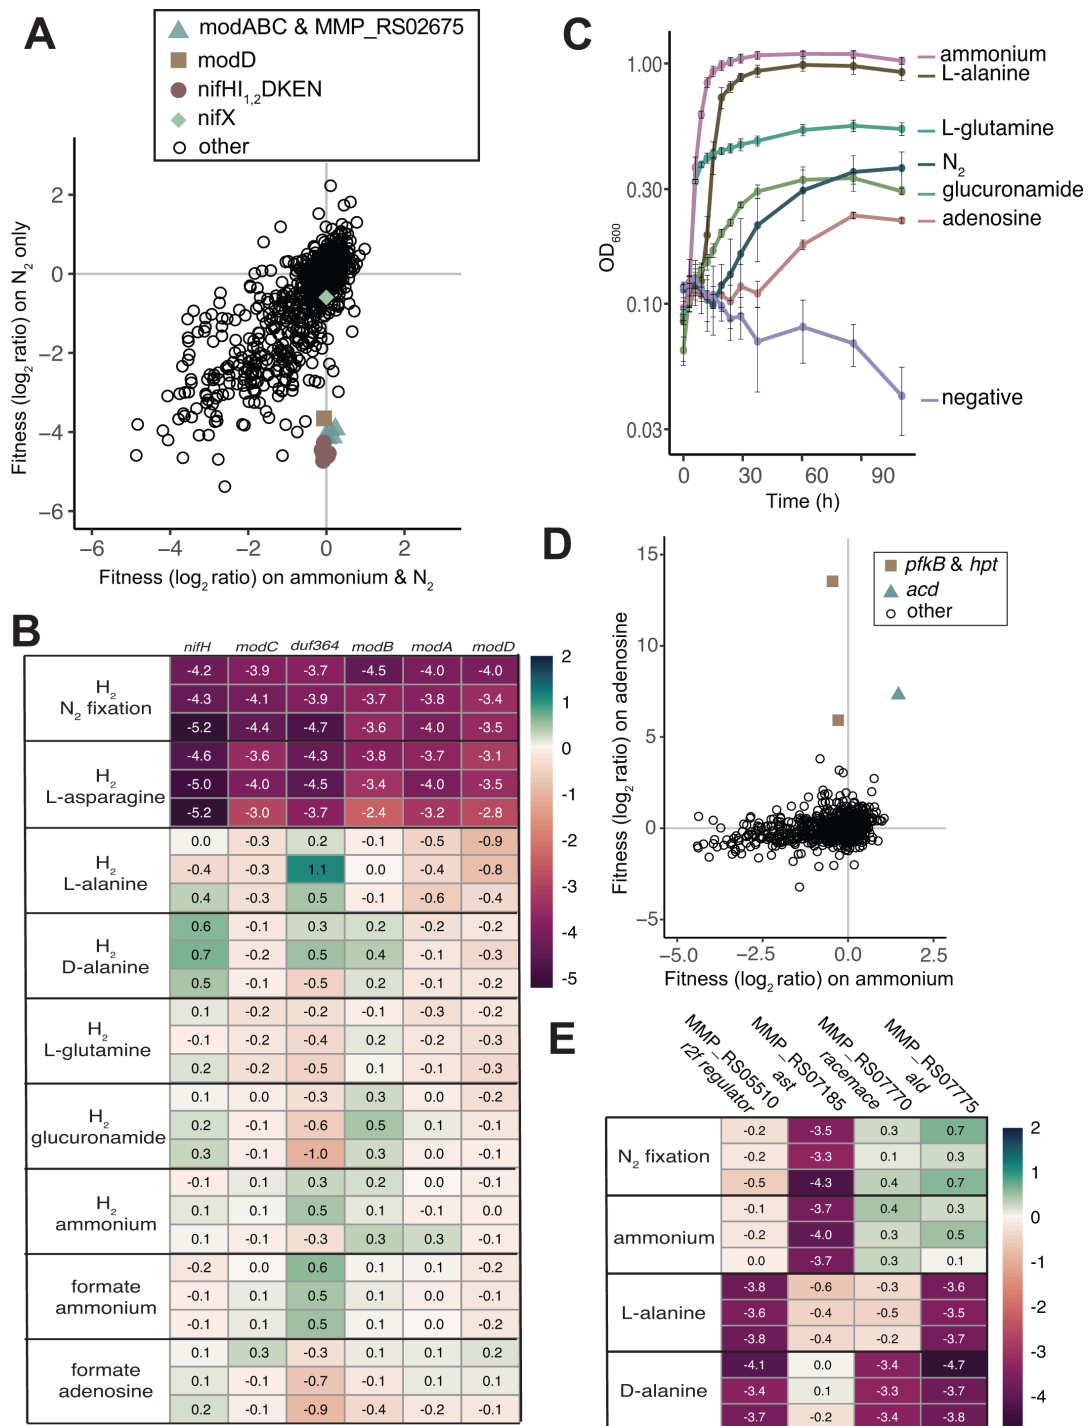 A
modABC & MMP_RS02675
modD
nifHI1,2DKEN
nifX
other
Fitness (log2 ratio) on N2 only
2
0
−2
−4
−6
−6 −4 −2 0 2
Fitness (log2 ratio) on ammonium & N2
C
OD600
1.00
0.30
0.10
0.03
ammonium
L-alanine
L-glutamine
N2
glucuronamide
adenosine
negative
0 30 60 90
Time (h)
D
pfkB & hpt
acd
other
Fitness (log2 ratio) on adenosine
15
10
5
0
−5
−5.0 −2.5 0.0 2.5
Fitness (log2 ratio) on ammonium
B
nifH modC duf364 modB modA modD
H2
N2 fixation
-4.2 -3.9 -3.7 -4.5 -4.0 -4.0
-4.3 -4.1 -3.9 -3.7 -3.8 -3.4
-5.2 -4.4 -4.7 -3.6 -4.0 -3.5
H2
L-asparagine
-4.6 -3.6 -4.3 -3.8 -3.7 -3.1
-5.0 -4.0 -4.5 -3.4 -4.0 -3.5
-5.2 -3.0 -3.7 -2.4 -3.2 -2.8
H2
L-alanine
0.0 -0.3 0.2 -0.1 -0.5 -0.9
-0.4 -0.3 1.1 0.0 -0.4 -0.8
0.4 -0.3 0.5 -0.1 -0.6 -0.4
H2
D-alanine
0.6 -0.1 0.3 0.2 -0.2 -0.2
0.7 -0.2 0.5 0.4 -0.1 -0.3
0.5 -0.1 -0.5 0.2 -0.1 -0.2
H2
L-glutamine
0.1 -0.2 -0.2 -0.1 -0.3 -0.2
-0.1 -0.2 -0.4 0.2 -0.2 -0.3
0.2 -0.2 -0.5 0.1 -0.1 -0.3
H2
glucuronamide
0.1 0.0 -0.3 0.3 0.0 -0.2
0.2 -0.1 -0.6 0.5 0.1 -0.1
0.3 -0.1 -1.0 0.3 0.0 -0.1
H2
ammonium
-0.1 0.1 0.3 0.2 0.0 -0.1
0.1 0.1 0.5 0.1 -0.1 0.0
0.1 -0.1 -0.3 0.3 0.3 -0.1
formate
ammonium
-0.2 0.0 0.6 0.1 0.1 -0.2
-0.1 0.1 0.5 0.1 0.0 -0.1
-0.1 0.1 0.5 0.1 0.0 -0.2
formate
adenosine
0.1 0.3 -0.3 0.1 0.1 0.2
0.1 -0.1 -0.7 -0.1 0.1 0.1
0.2 -0.1 -0.9 -0.4 -0.2 -0.1
2
1
0
-1
-2
-3
-4
-5
E
MMP_RS05510
r2f regulator
MMP_RS07185
ast
MMP_RS07770
racemace
MMP_RS07775
ald
N2 fixation
-0.2 -3.5 0.3 0.7
-0.2 -3.3 0.1 0.3
-0.5 -4.3 0.4 0.7
ammonium
-0.1 -3.7 0.4 0.3
-0.2 -4.0 0.3 0.5
0.0 -3.7 0.3 0.1
L-alanine
-3.8 -0.6 -0.3 -3.6
-3.6 -0.4 -0.5 -3.5
-3.8 -0.4 -0.2 -3.7
D-alanine
-4.1 0.0 -3.4 -4.7
-3.4 0.1 -3.3 -3.7
-3.7 -0.2 -3.4 -3.8
2
1
0
-1
-2
-3
-4